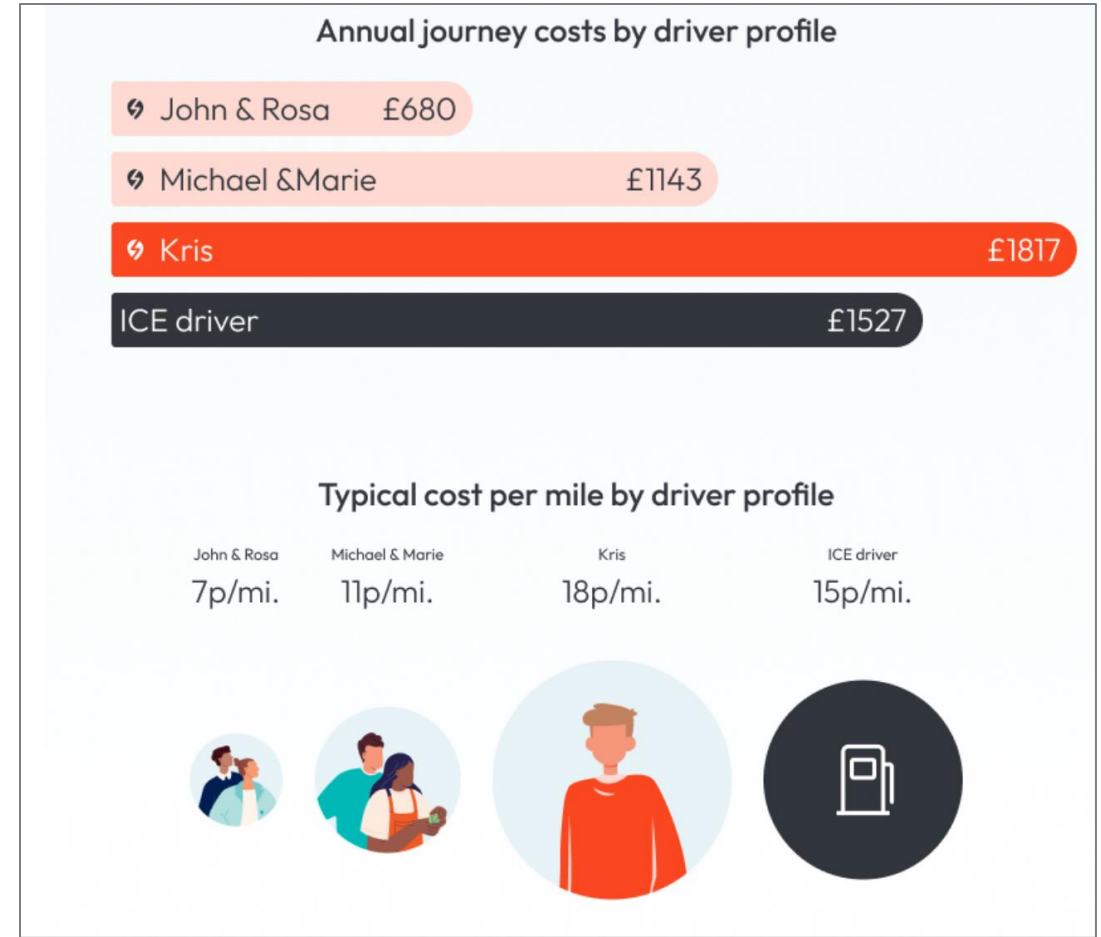 Annual journey costs by driver profile
John & Rosa £680
Michael &Marie £1143
Kris £1817
ICE driver £1527
Typical cost per mile by driver profile
John & Rosa Michael & Marie Kris ICE driver
7p/mi. 11p/mi. 18p/mi. 15p/mi.